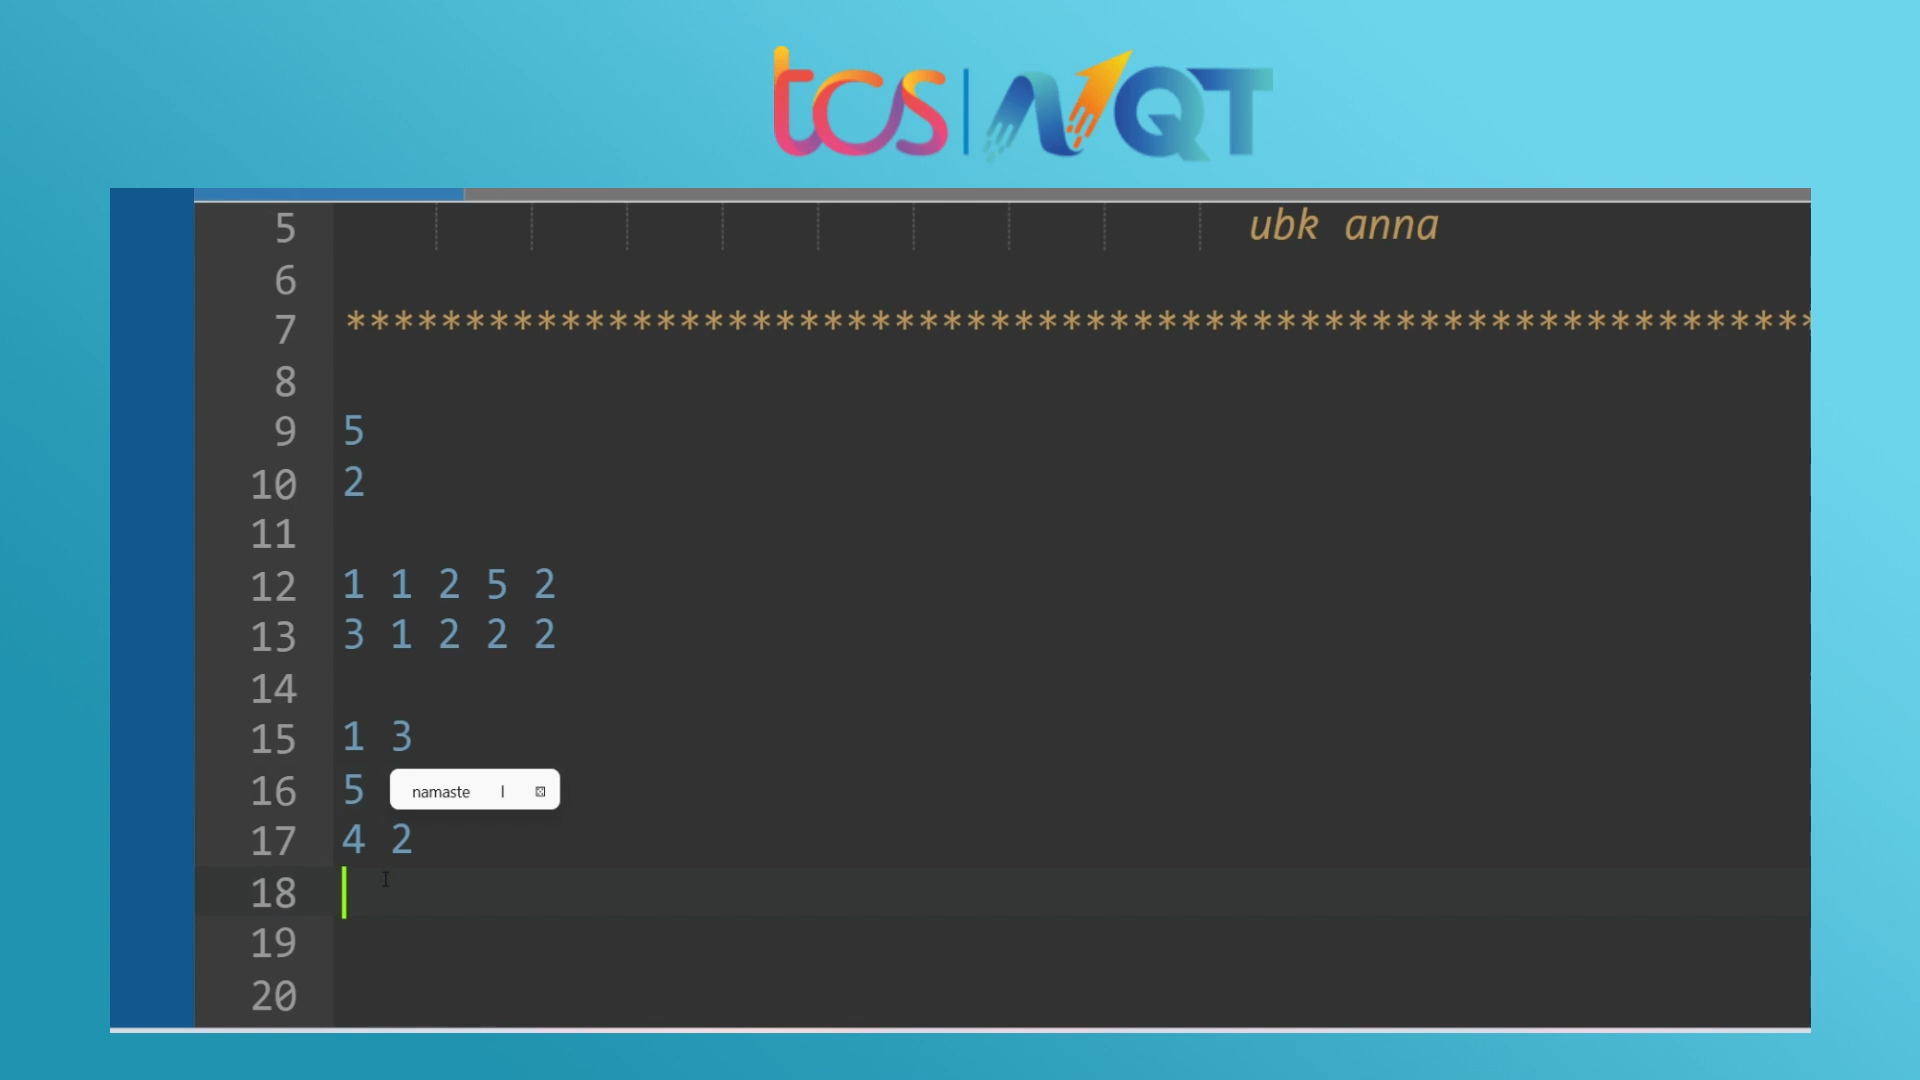 tcs | NQT
5 ubk anna
6
7 *************************************************************
8
9 5
10 2
11
12 1 1 2 5 2
13 3 1 2 2 2
14
15 1 3
16 5 namaste
17 4 2
18
19
20